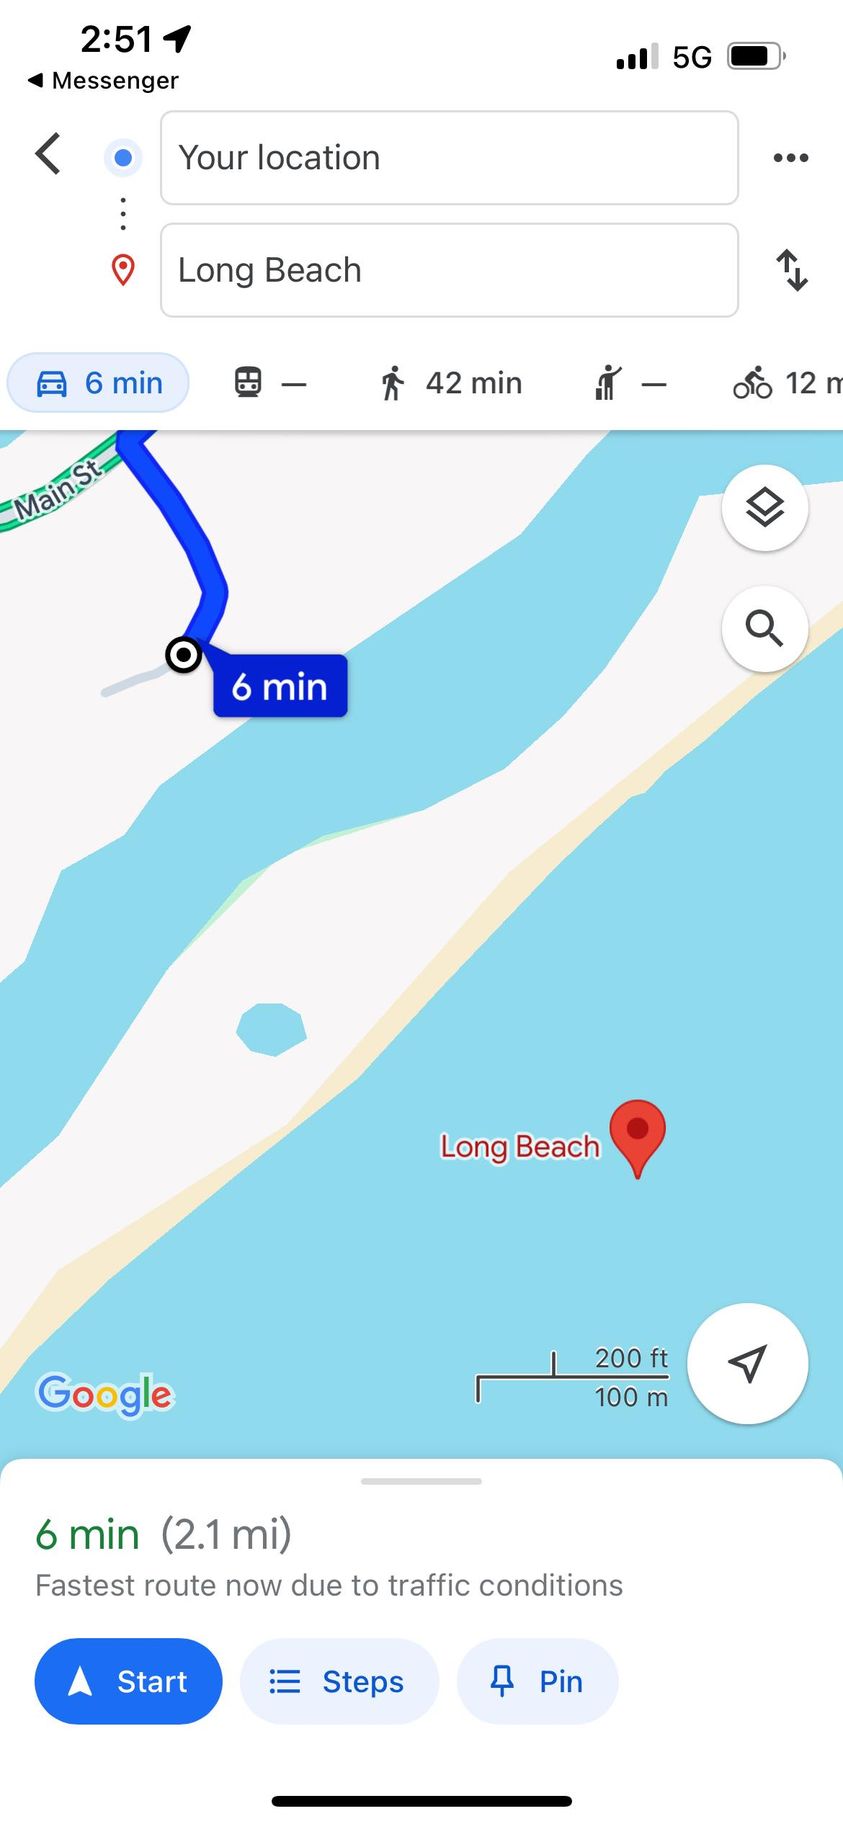 2:51
5G
◀ Messenger
Your location
Long Beach
6 min
—
42 min
—
12 m
Main St
6 min
Long Beach
200 ft
100 m
Google
6 min (2.1 mi)
Fastest route now due to traffic conditions
Start
Steps
Pin